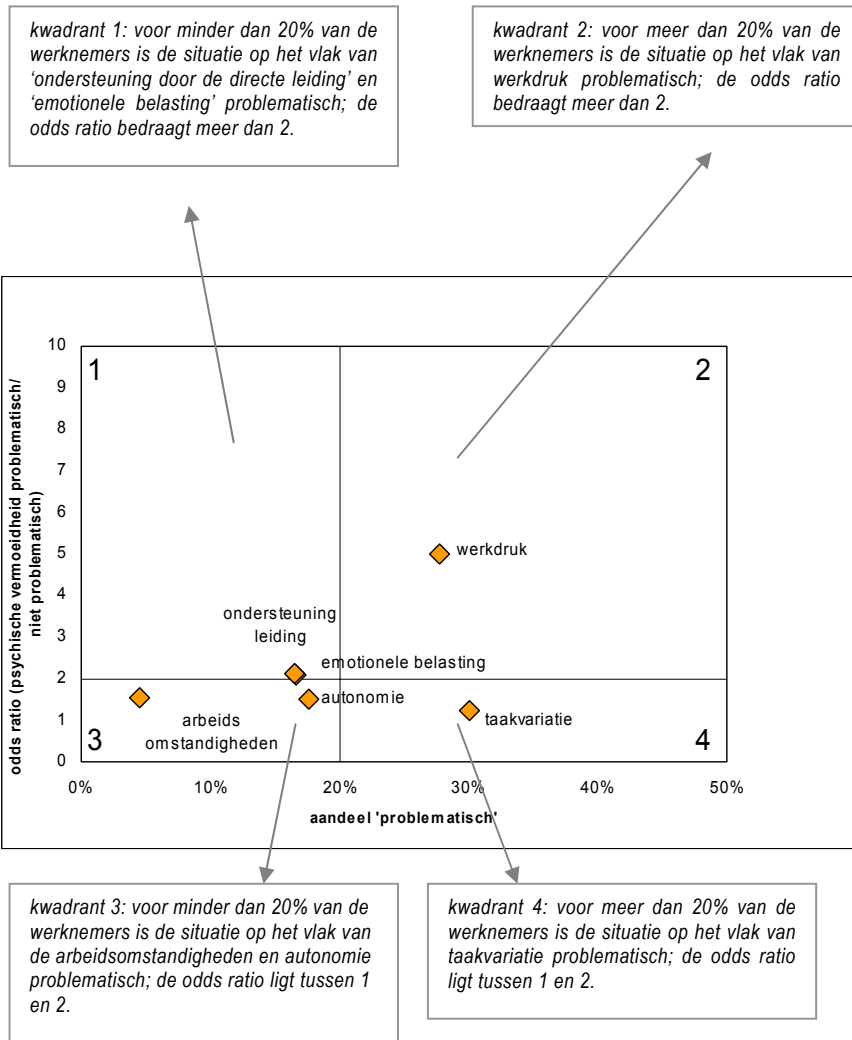 kwadrant 1: voor minder dan 20% van de
werknemers is de situatie op het vlak van
‘ondersteuning door de directe leiding’ en
‘emotionele belasting’ problematisch; de
odds ratio bedraagt meer dan 2.
kwadrant 2: voor meer dan 20% van de
werknemers is de situatie op het vlak van
werkdruk problematisch; de odds ratio
bedraagt meer dan 2.
odds ratio (psychische vermoeidheid problematisch/
niet problematisch)
10
9
8
7
6
5
4
3
2
1
0
1
2
werkdruk
ondersteuning
leiding
emotionele belasting
autonomie
taakvariatie
arbeids
omstandigheden
3
4
0%
10%
20%
30%
40%
50%
aandeel 'problematisch'
kwadrant 3: voor minder dan 20% van de
werknemers is de situatie op het vlak van
de arbeidsomstandigheden en autonomie
problematisch; de odds ratio ligt tussen 1
en 2.
kwadrant 4: voor meer dan 20% van de
werknemers is de situatie op het vlak van
taakvariatie problematisch; de odds ratio
ligt tussen 1 en 2.